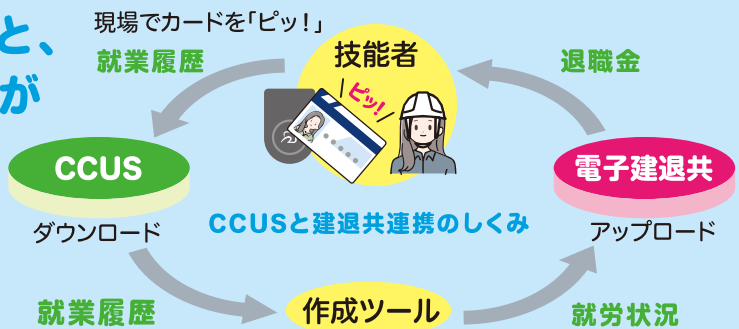 と、
が
現場でカードを「ピッ！」
就業履歴
技能者
退職金
ピッ！
CCUS
電子建退共
ダウンロード
CCUSと建退共連携のしくみ
アップロード
就業履歴
作成ツール
就労状況